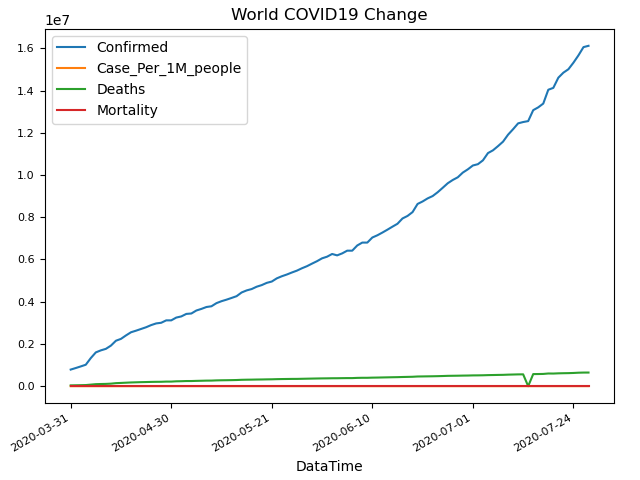 World COVID19 Change
1e7
Confirmed
Case_Per_1M_people
Deaths
Mortality
1.6
1.4
1.2
1.0
0.8
0.6
0.4
0.2
0.0
2020-03-31
2020-04-30
2020-05-21
2020-06-10
2020-07-01
2020-07-24
DataTime